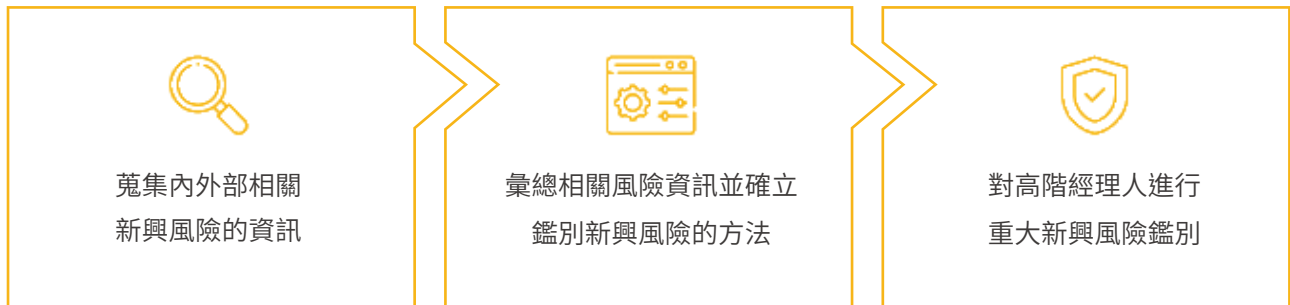 蒐集內外部相關
新興風險的資訊
彙總相關風險資訊並確立
鑑別新興風險的方法
對高階經理人進行
重大新興風險鑑別